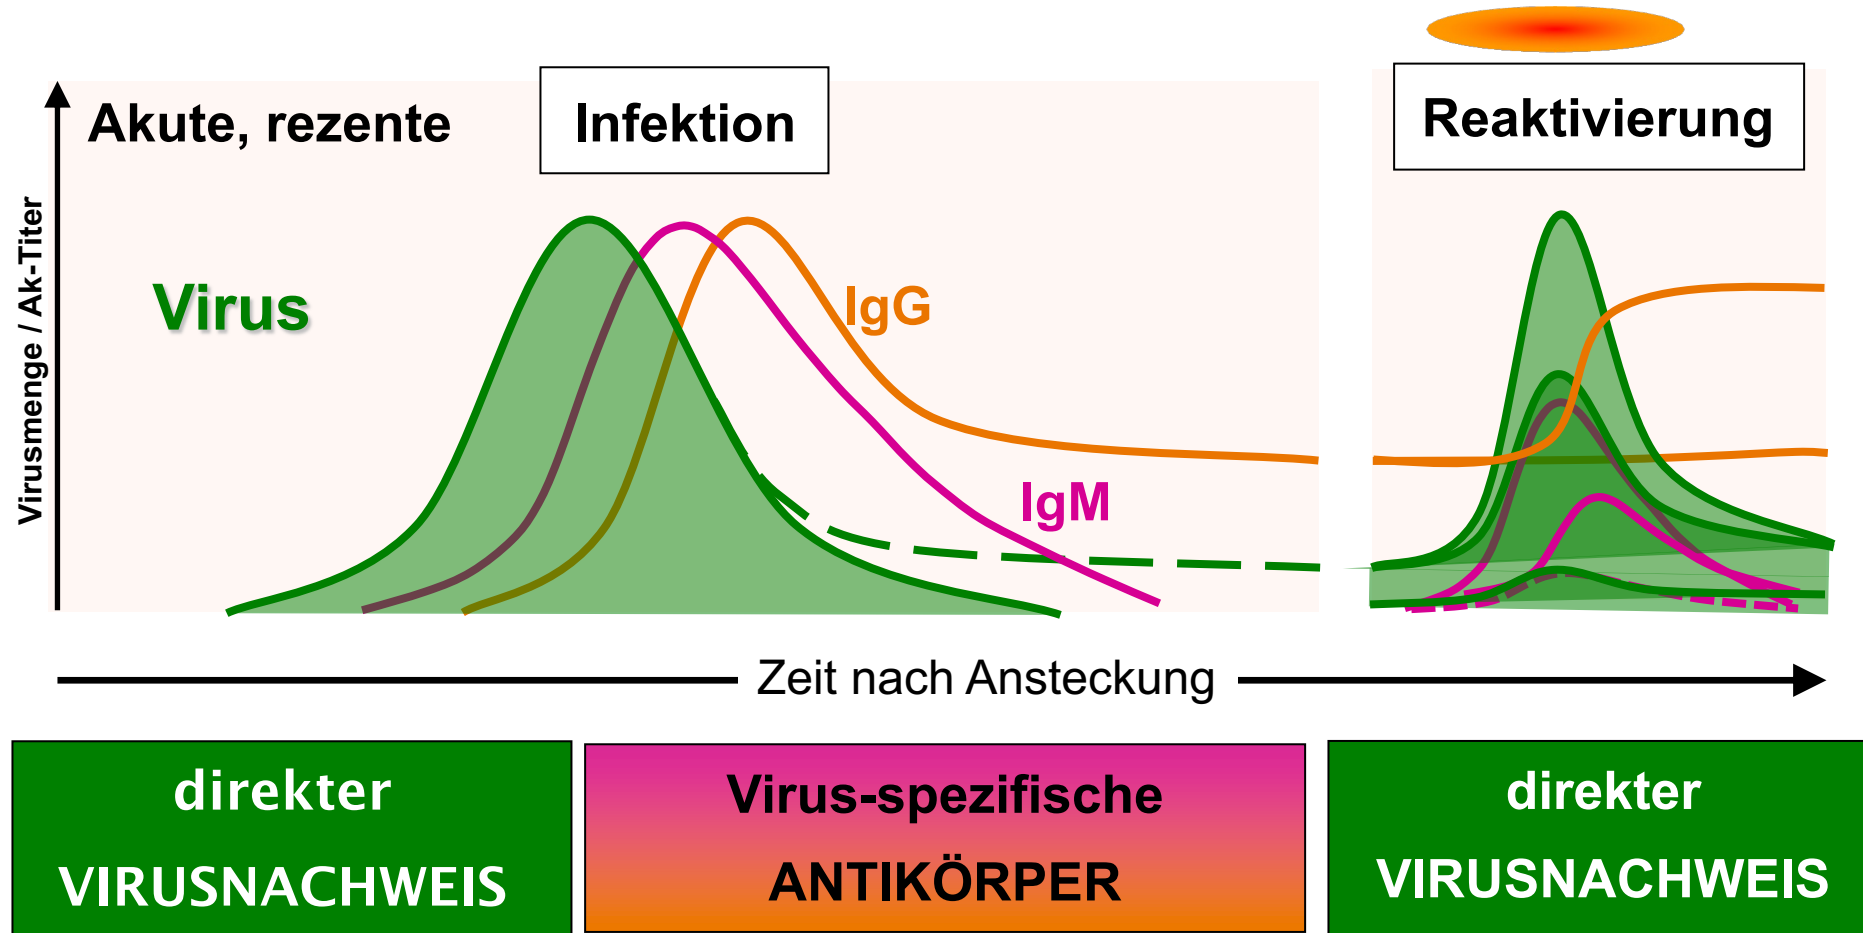 Akute, rezente
Infektion
Reaktivierung
Virusmenge / Ak-Titer
Virus
IgG
IgM
Zeit nach Ansteckung
direkter
VIRUSNACHWEIS
Virus-spezifische
ANTIKÖRPER
direkter
VIRUSNACHWEIS